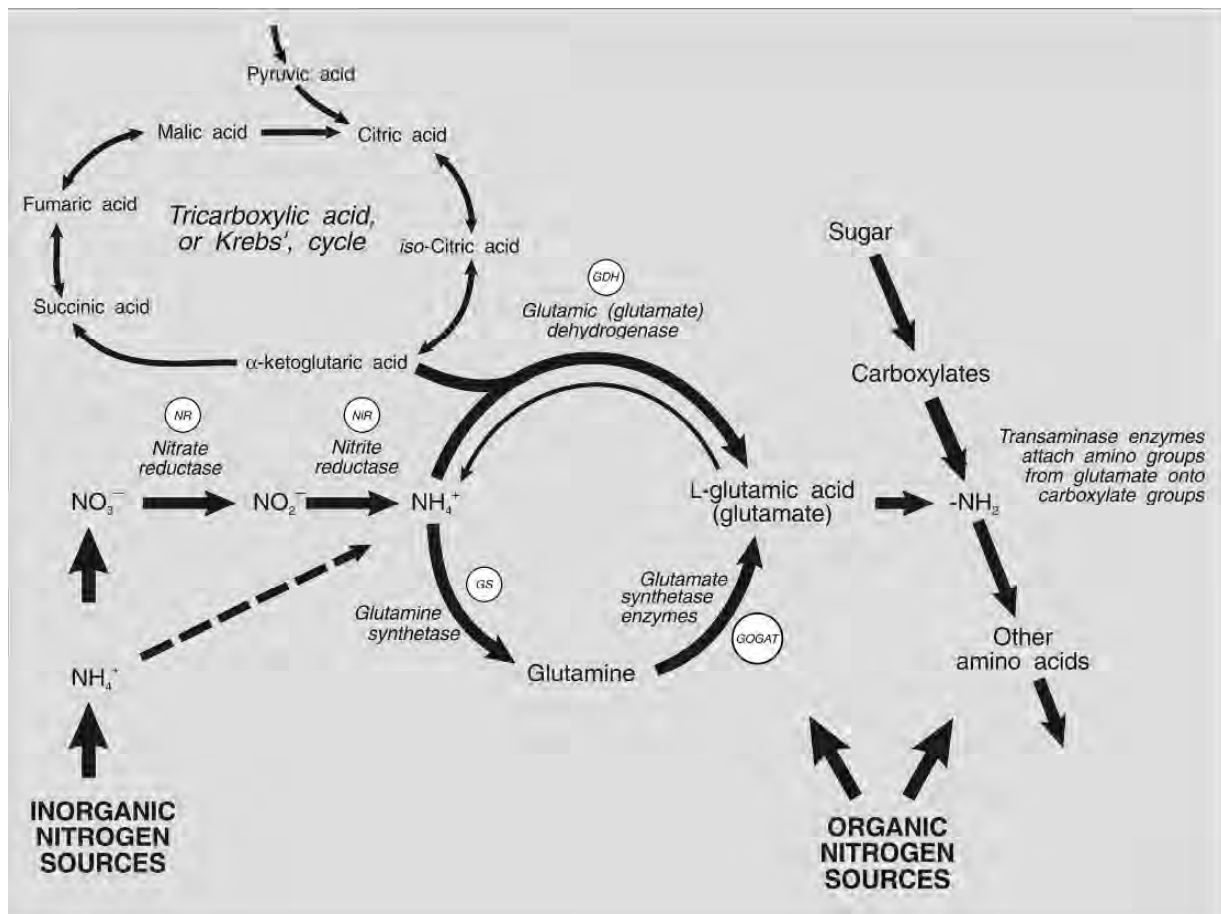 Pyruvic acid
Malic acid
Citric acid
Fumaric acid
Tricarboxylic acid,
or Krebs', cycle
iso-Citric acid
Succinic acid
α-ketoglutaric acid
GDH
Glutamic (glutamate)
dehydrogenase
Sugar
Carboxylates
Transaminase enzymes
attach amino groups
from glutamate onto
carboxylate groups
NR
Nitrate
reductase
NiR
Nitrite
reductase
NO₃⁻
NO₂⁻
NH₄⁺
L-glutamic acid
(glutamate)
-NH₂
GS
Glutamine
synthetase
Glutamate
synthetase
enzymes
GOGAT
Glutamine
Other
amino acids
NH₄⁺
INORGANIC
NITROGEN
SOURCES
ORGANIC
NITROGEN
SOURCES